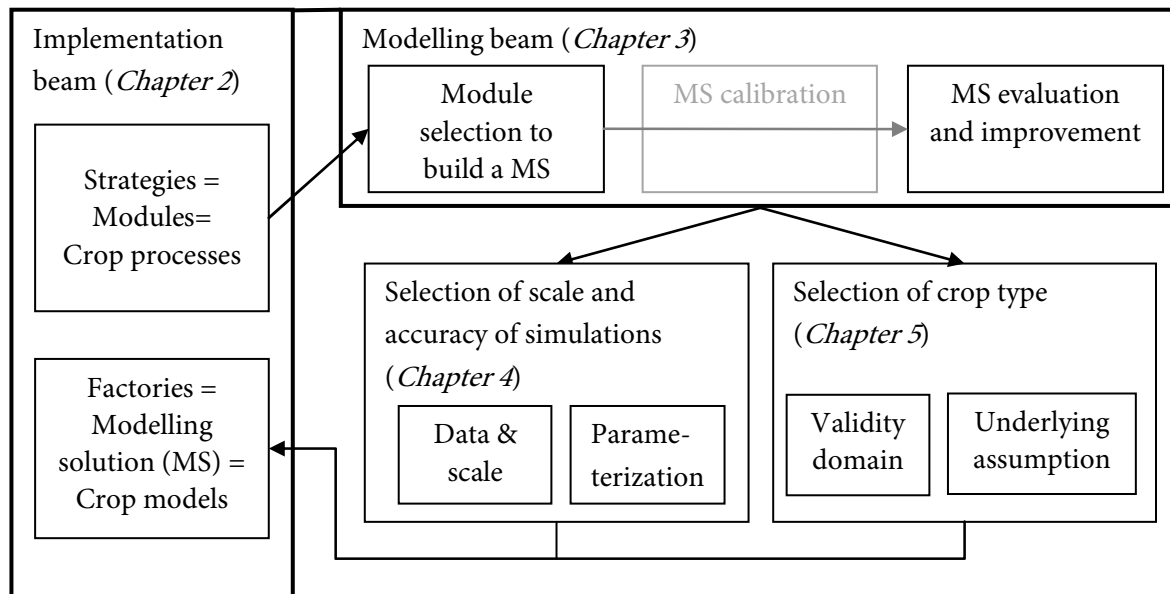 Implementation
beam (Chapter 2)
Strategies =
Modules=
Crop processes
Factories =
Modelling
solution (MS) =
Crop models
Modelling beam (Chapter 3)
Module
selection to
build a MS
MS calibration
MS evaluation
and improvement
Selection of scale and
accuracy of simulations
(Chapter 4)
Data &
scale
Parame-
terization
Selection of crop type
(Chapter 5)
Validity
domain
Underlying
assumption